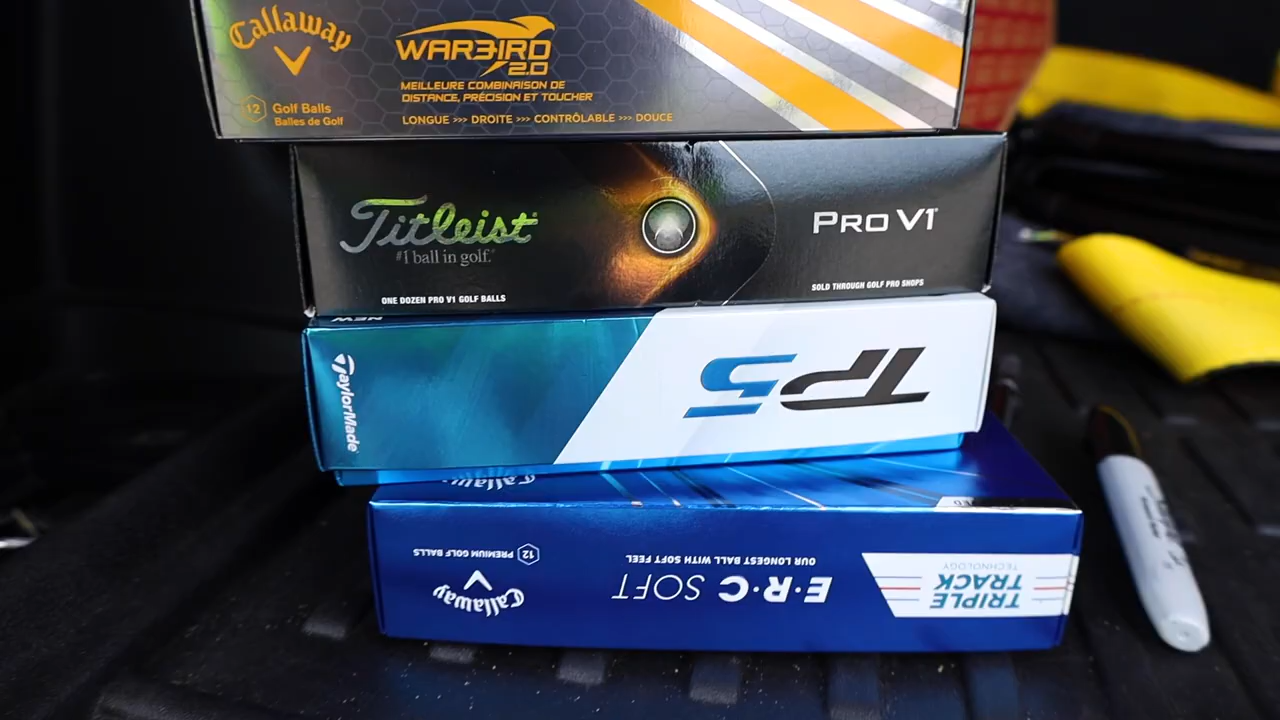 Callaway
WARBIRD
2.0
MEILLEURE COMBINAISON DE
DISTANCE, PRÉCISION ET TOUCHER
12 Golf Balls
Balles de Golf
LONGUE >>> DROITE >>> CONTRÔLABLE >>> DOUCE
Titleist
#1 ball in golf.
PRO V1
ONE DOZEN PRO V1 GOLF BALLS
SOLD THROUGH GOLF PRO SHOPS
NEW
TaylorMade
TP5
Callaway
TRIPLE
TRACK
TECHNOLOGY
E·R·C SOFT
OUR LONGEST BALL WITH SOFT FEEL
Callaway
12 PREMIUM GOLF BALLS